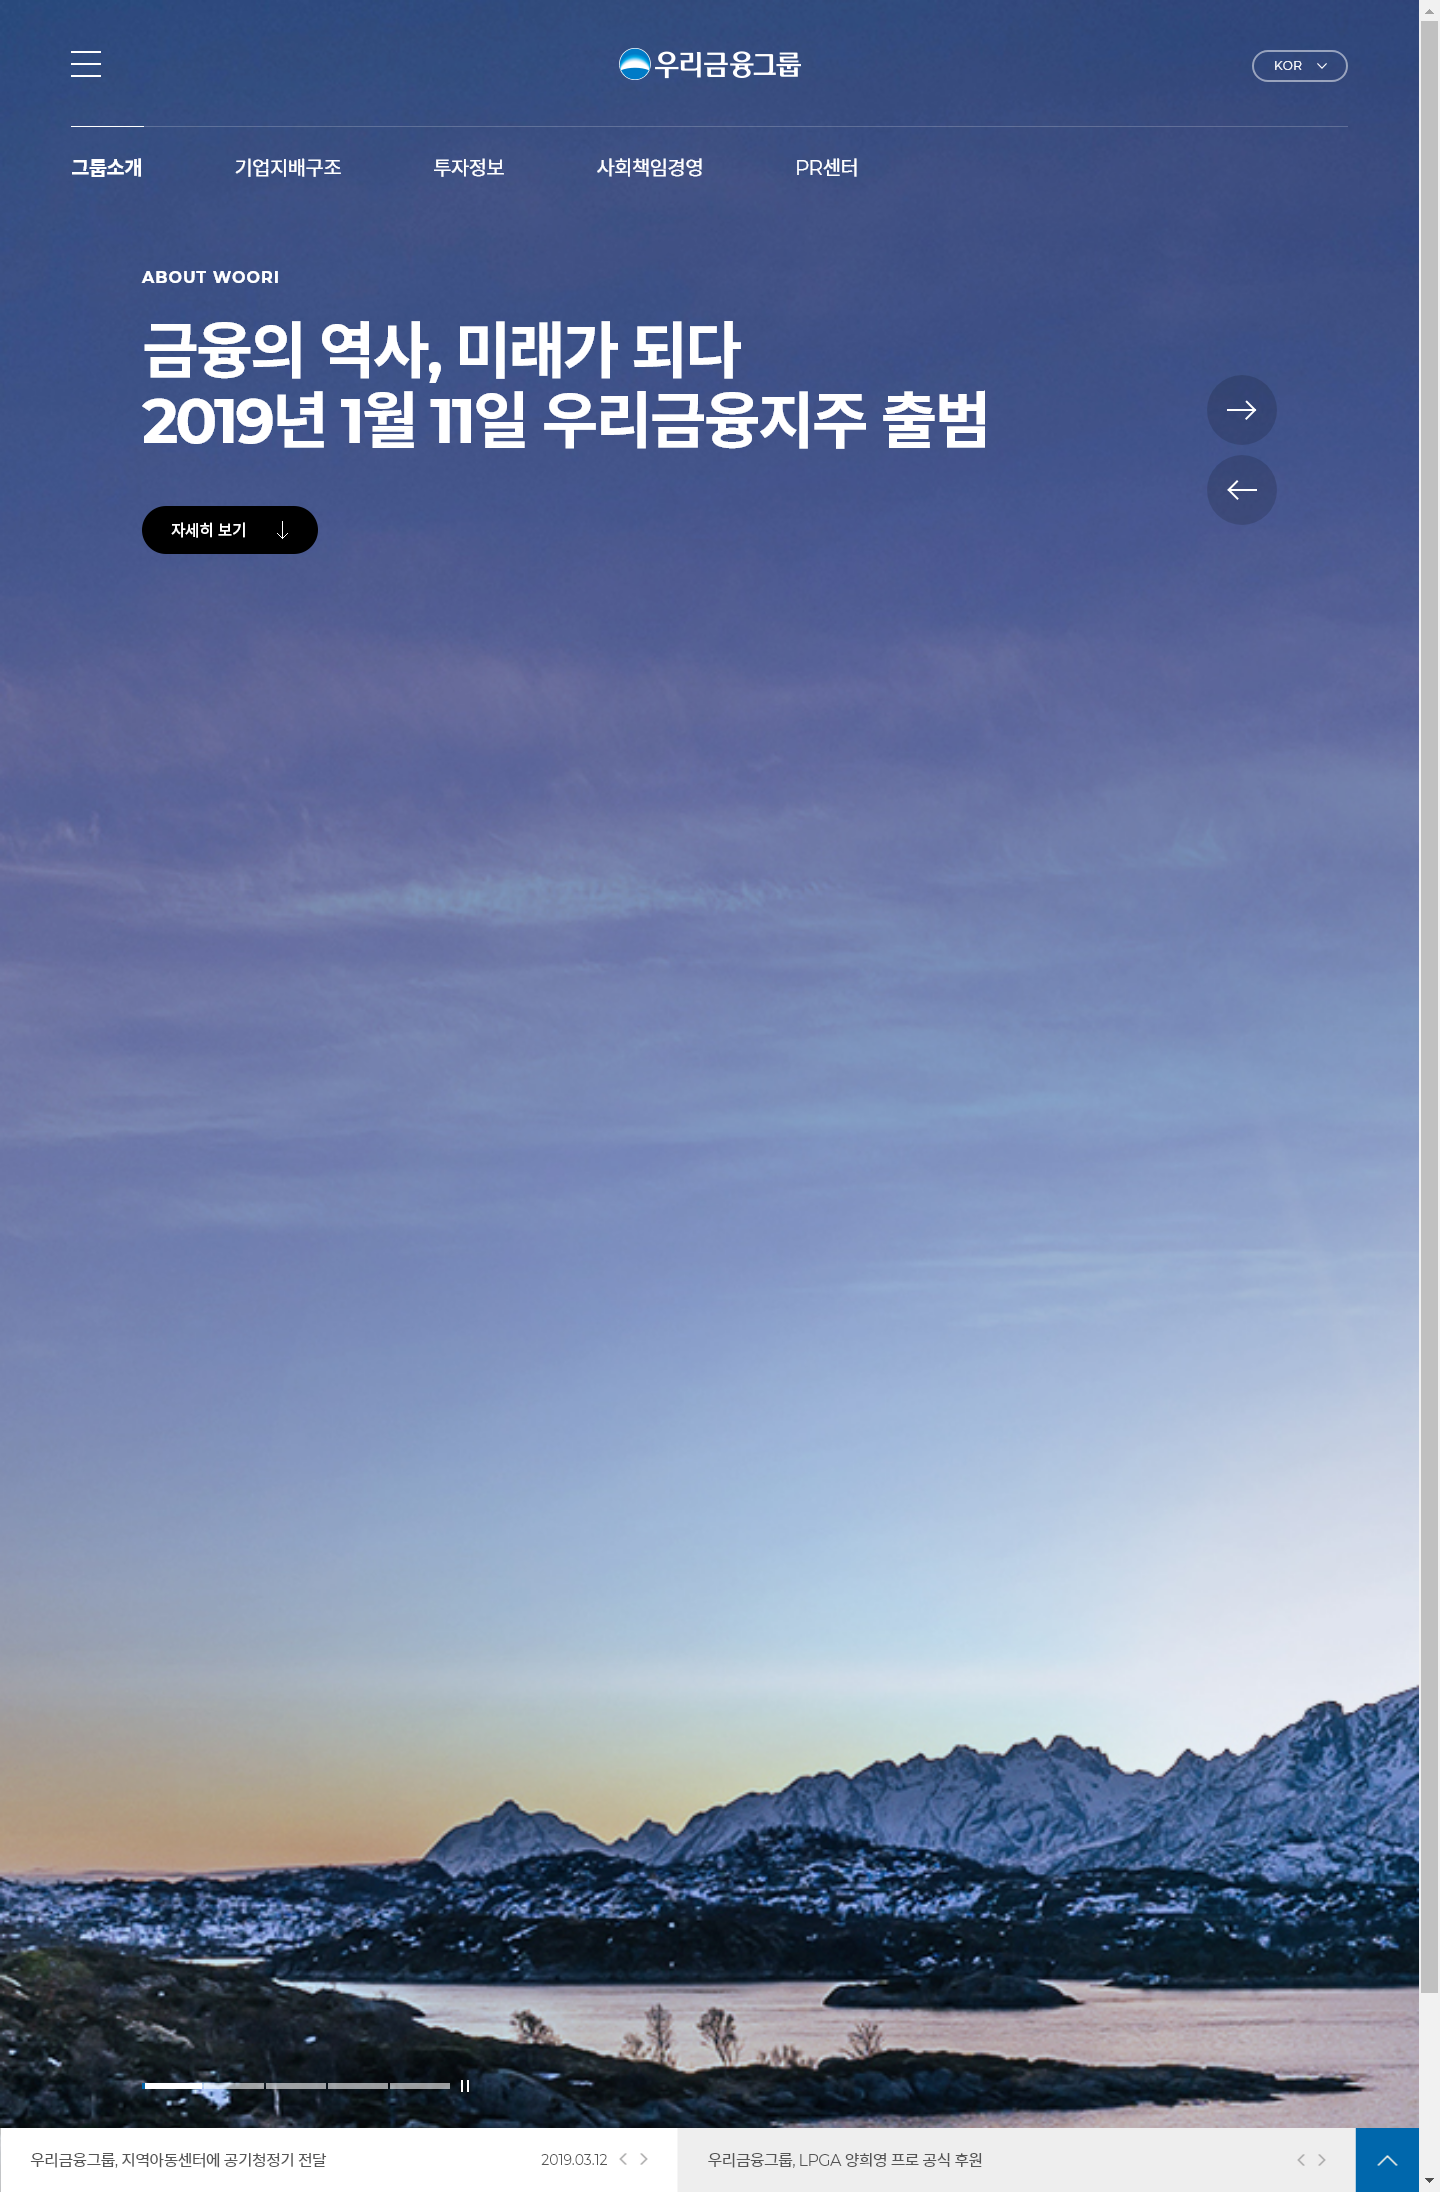 우리금융그룹
KOR
그룹소개
기업지배구조
투자정보
사회책임경영
PR센터
ABOUT WOORI
금융의 역사, 미래가 되다
2019년 1월 11일 우리금융지주 출범
자세히 보기
우리금융그룹, 지역아동센터에 공기청정기 전달
2019.03.12
우리금융그룹, LPGA 양희영 프로 공식 후원